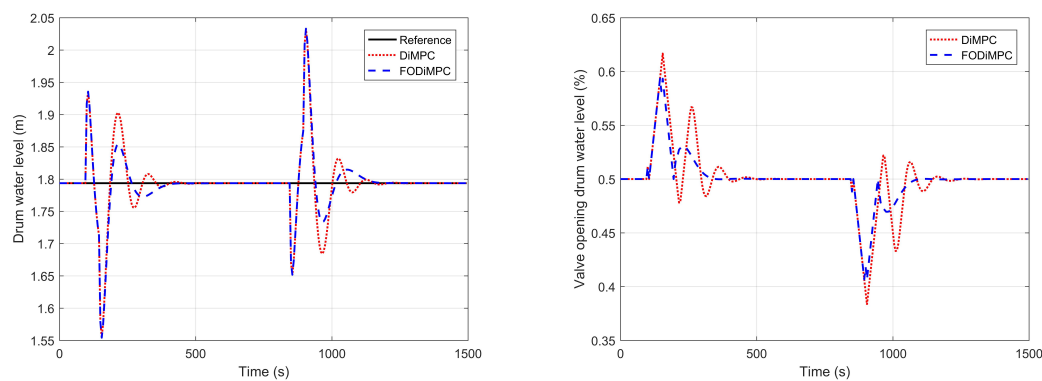 2.05
2
1.95
1.9
1.85
1.8
1.75
1.7
1.65
1.6
1.55
Drum water level (m)
0
500
1000
1500
Time (s)
Reference
DiMPC
FODiMPC
0.65
0.6
0.55
0.5
0.45
0.4
0.35
Valve opening drum water level (%)
0
500
1000
1500
Time (s)
DiMPC
FODiMPC